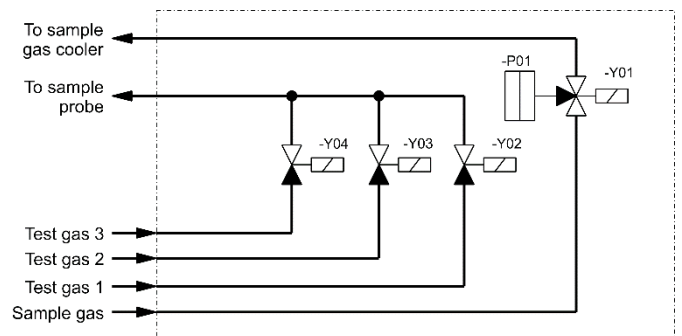 To sample
gas cooler
-P01
-Y01
To sample
probe
-Y04
-Y03
-Y02
Test gas 3
Test gas 2
Test gas 1
Sample gas